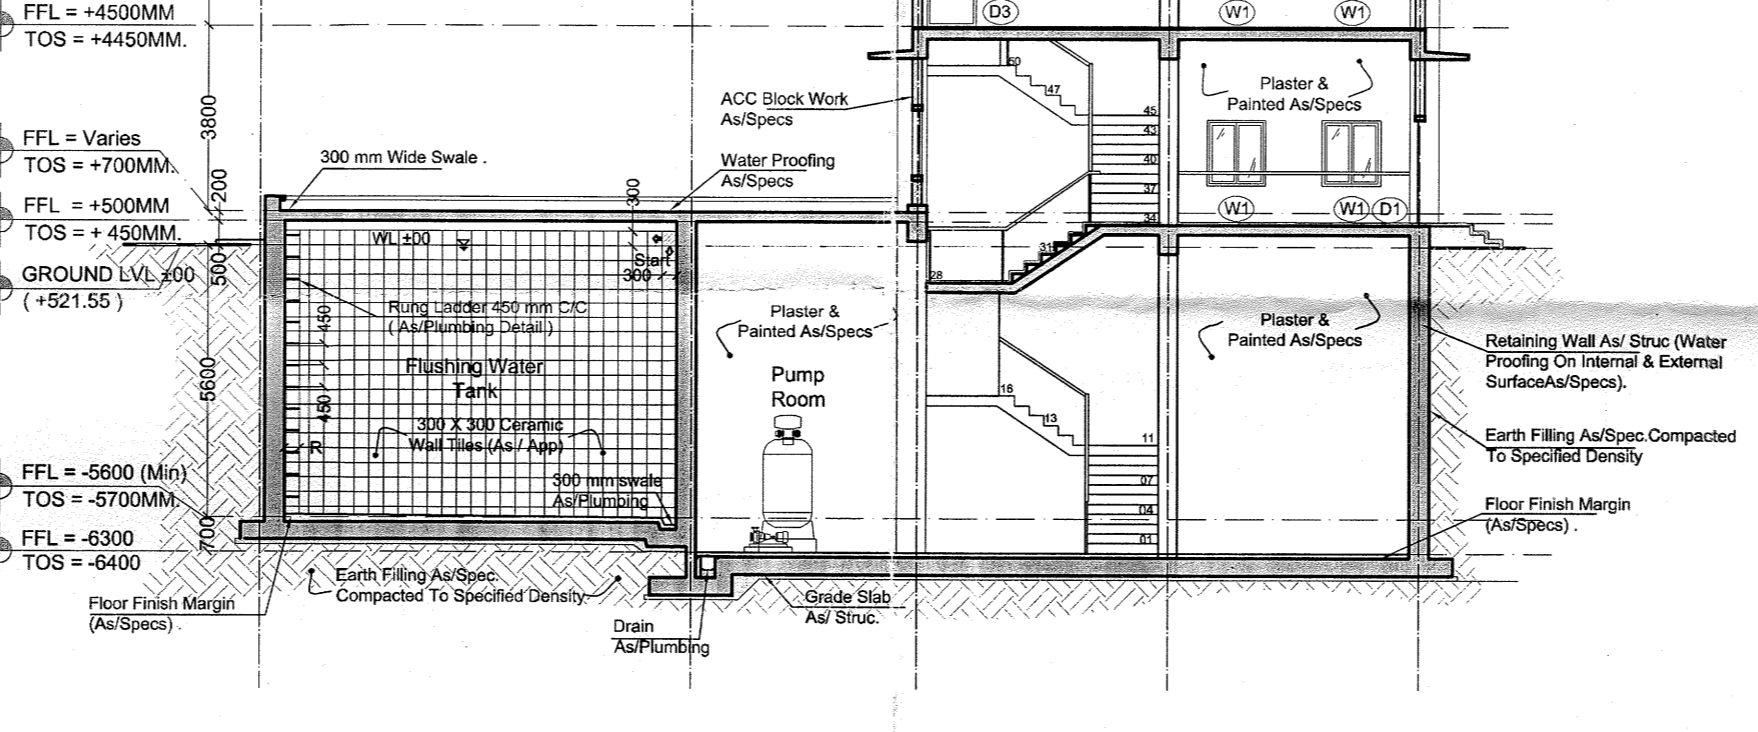 FFL = +4500MM
TOS = +4450MM.
3800
FFL = Varies
TOS = +700MM.
200
FFL = +500MM
TOS = + 450MM.
500
GROUND LVL ±00
( +521.55 )
5600
FFL = -5600 (Min)
TOS = -5700MM.
700
FFL = -6300
TOS = -6400
300 mm Wide Swale .
WL ±00
300
Start
300
Rung Ladder 450 mm C/C
( As/Plumbing Detail )
450
Flushing Water
Tank
450
300 X 300 Ceramic
Wall Tiles (As / App)
R
300 mm swale
As/Plumbing
Earth Filling As/Spec.
Compacted To Specified Density
Floor Finish Margin
(As/Specs) .
Drain
As/Plumbing
ACC Block Work
As/Specs
Water Proofing
As/Specs
Plaster &
Painted As/Specs
Pump
Room
Grade Slab
As/ Struc.
D3
W1
W1
50
47
45
43
40
37
34
31
28
16
13
11
07
04
01
Plaster &
Painted As/Specs
W1
W1
D1
Plaster &
Painted As/Specs
Retaining Wall As/ Struc (Water
Proofing On Internal & External
SurfaceAs/Specs).
Earth Filling As/Spec.Compacted
To Specified Density
Floor Finish Margin
(As/Specs) .